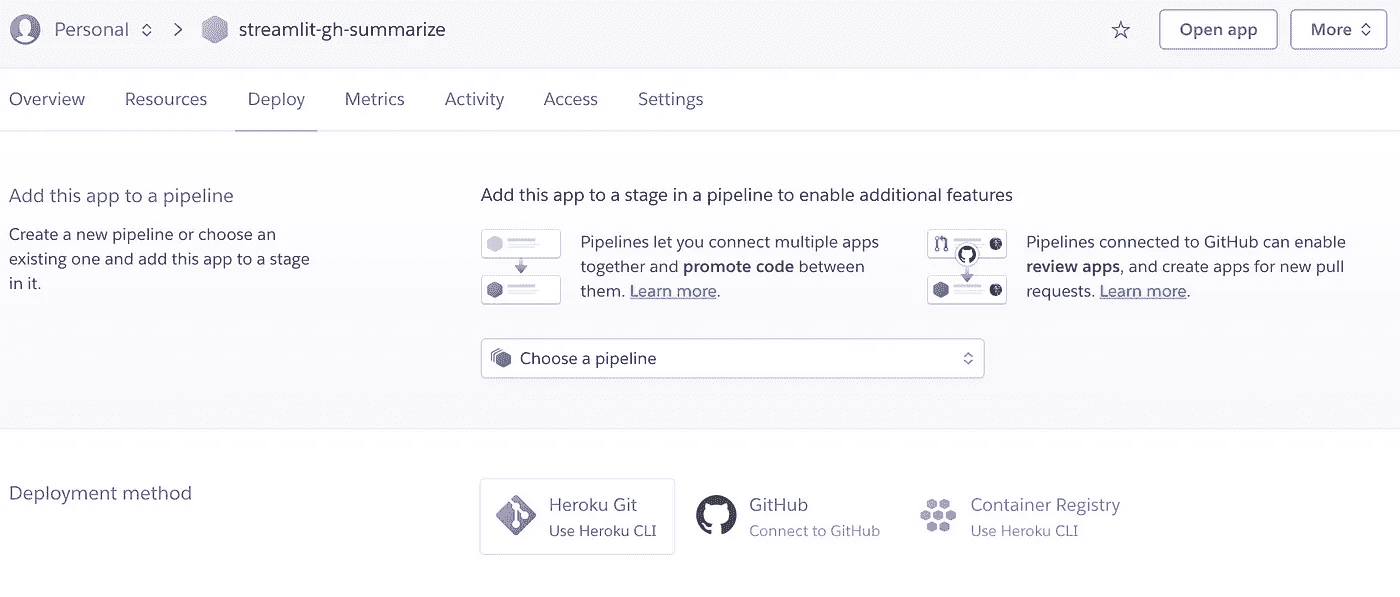 Personal
streamlit-gh-summarize
Open app
More
Overview
Resources
Deploy
Metrics
Activity
Access
Settings
Add this app to a pipeline
Create a new pipeline or choose an
existing one and add this app to a stage
in it.
Add this app to a stage in a pipeline to enable additional features
Pipelines let you connect multiple apps
together and promote code between
them. Learn more.
Pipelines connected to GitHub can enable
review apps, and create apps for new pull
requests. Learn more.
Choose a pipeline
Deployment method
Heroku Git
Use Heroku CLI
GitHub
Connect to GitHub
Container Registry
Use Heroku CLI